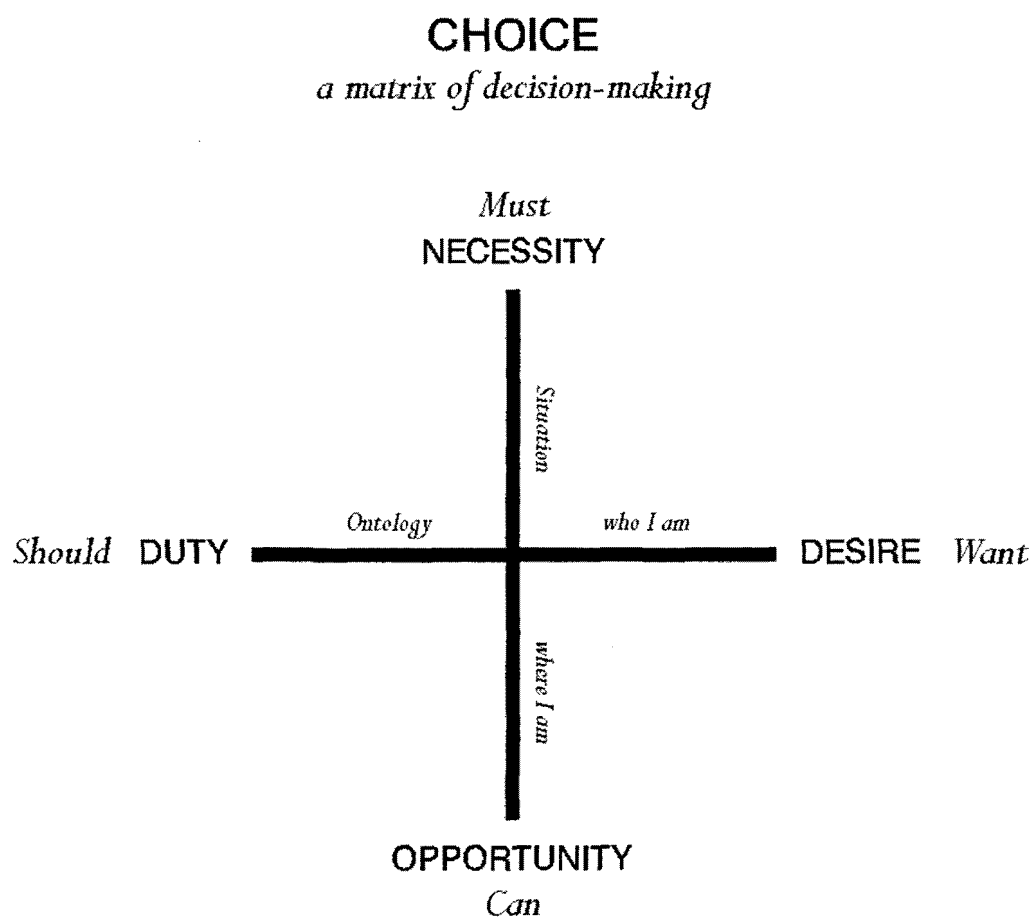 CHOICE
a matrix of decision-making
Must
NECESSITY
Situation
Ontology
who I am
Should DUTY
DESIRE Want
where I am
OPPORTUNITY
Can